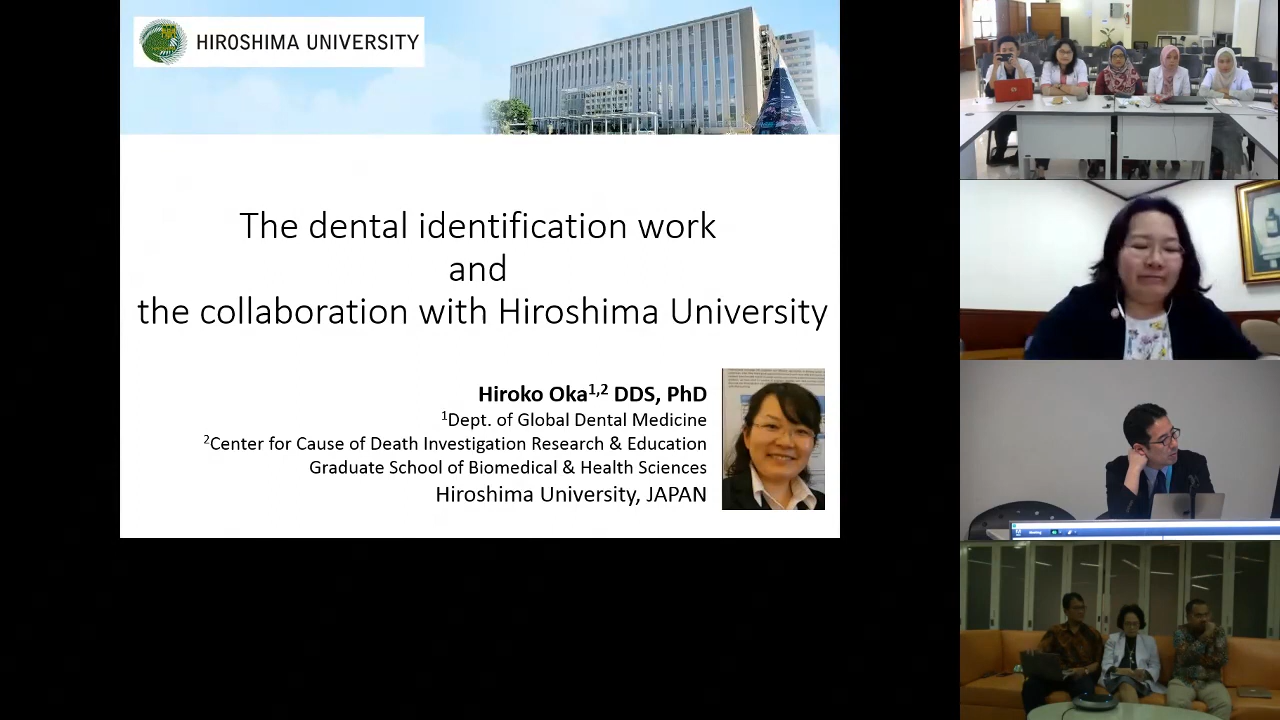 HIROSHIMA UNIVERSITY
The dental identification work
and
the collaboration with Hiroshima University
Hiroko Oka1,2 DDS, PhD
1Dept. of Global Dental Medicine
2Center for Cause of Death Investigation Research & Education
Graduate School of Biomedical & Health Sciences
Hiroshima University, JAPAN